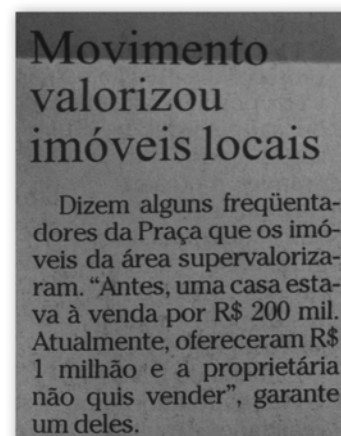 Movimento
valorizou
imóveis locais
Dizem alguns freqüenta-
dores da Praça que os imó-
veis da área supervaloriza-
ram. “Antes, uma casa esta-
va à venda por R$ 200 mil.
Atualmente, ofereceram R$
1 milhão e a proprietária
não quis vender”, garante
um deles.